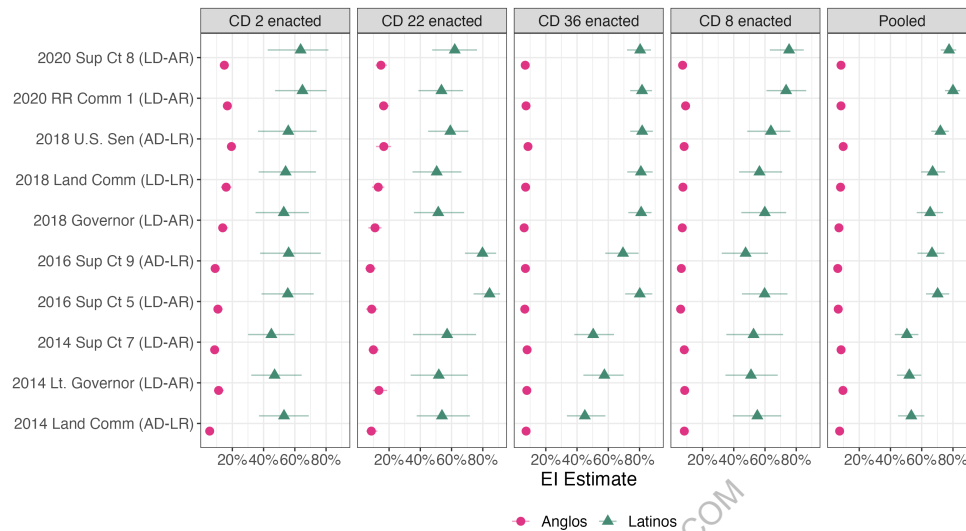 CD 2 enacted CD 22 enacted CD 36 enacted CD 8 enacted Pooled
2020 Sup Ct 8 (LD-AR)
2020 RR Comm 1 (LD-AR)
2018 U.S. Sen (AD-LR)
2018 Land Comm (LD-LR)
2018 Governor (LD-AR)
2016 Sup Ct 9 (AD-LR)
2016 Sup Ct 5 (LD-AR)
2014 Sup Ct 7 (LD-AR)
2014 Lt. Governor (LD-AR)
2014 Land Comm (AD-LR)
20%40%60%80% 20%40%60%80% 20%40%60%80% 20%40%60%80% 20%40%60%80%
EI Estimate
Anglos Latinos
.COM